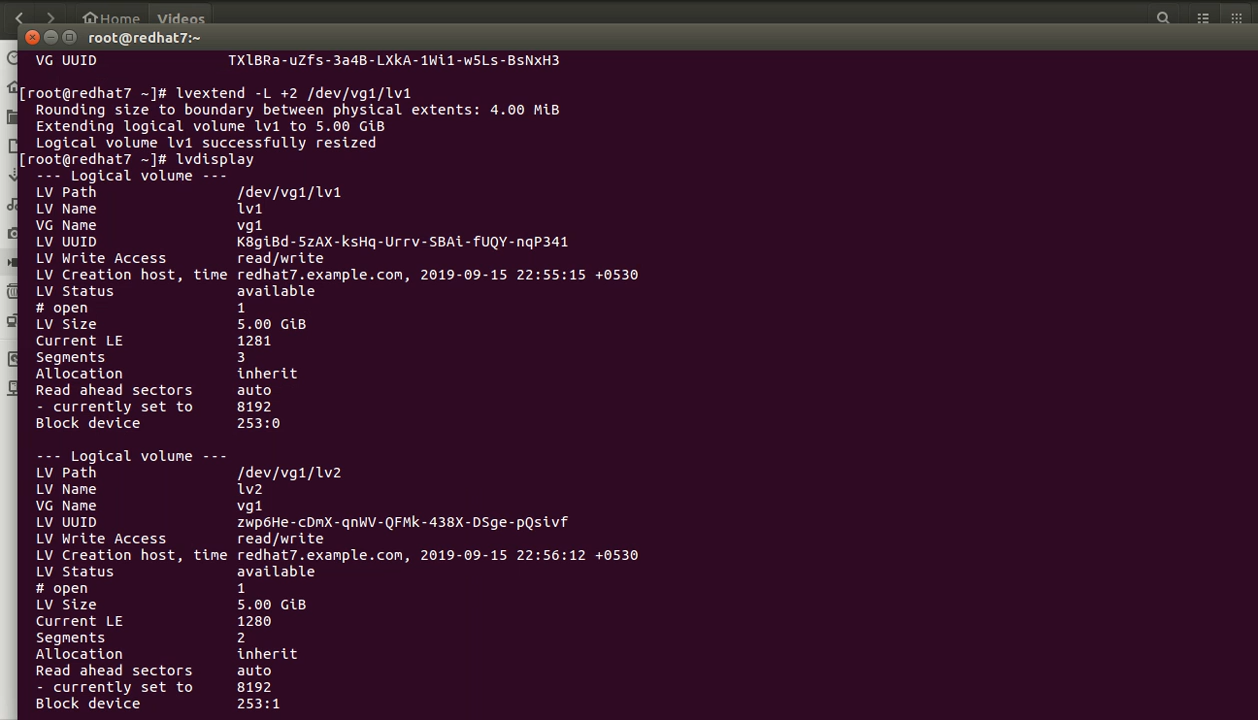 Home
Videos
root@redhat7:~
VG UUID TXlBRa-uZfs-3a4B-LXkA-1Wi1-w5Ls-BsNxH3
[root@redhat7 ~]# lvextend -L +2 /dev/vg1/lv1
Rounding size to boundary between physical extents: 4.00 MiB
Extending logical volume lv1 to 5.00 GiB
Logical volume lv1 successfully resized
[root@redhat7 ~]# lvdisplay
--- Logical volume ---
LV Path /dev/vg1/lv1
LV Name lv1
VG Name vg1
LV UUID K8giBd-5zAX-ksHq-Urrv-SBAi-fUQY-nqP341
LV Write Access read/write
LV Creation host, time redhat7.example.com, 2019-09-15 22:55:15 +0530
LV Status available
# open 1
LV Size 5.00 GiB
Current LE 1281
Segments 3
Allocation inherit
Read ahead sectors auto
- currently set to 8192
Block device 253:0
--- Logical volume ---
LV Path /dev/vg1/lv2
LV Name lv2
VG Name vg1
LV UUID zwp6He-cDmX-qnWV-QFMk-438X-DSge-pQsivf
LV Write Access read/write
LV Creation host, time redhat7.example.com, 2019-09-15 22:56:12 +0530
LV Status available
# open 1
LV Size 5.00 GiB
Current LE 1280
Segments 2
Allocation inherit
Read ahead sectors auto
- currently set to 8192
Block device 253:1